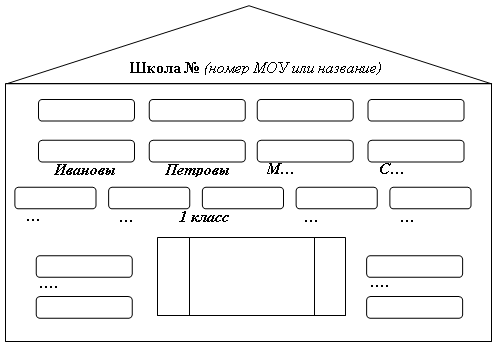 Школа № (номер МОУ или название)
Ивановы Петровы М… С…
… … 1 класс … …
…. ….